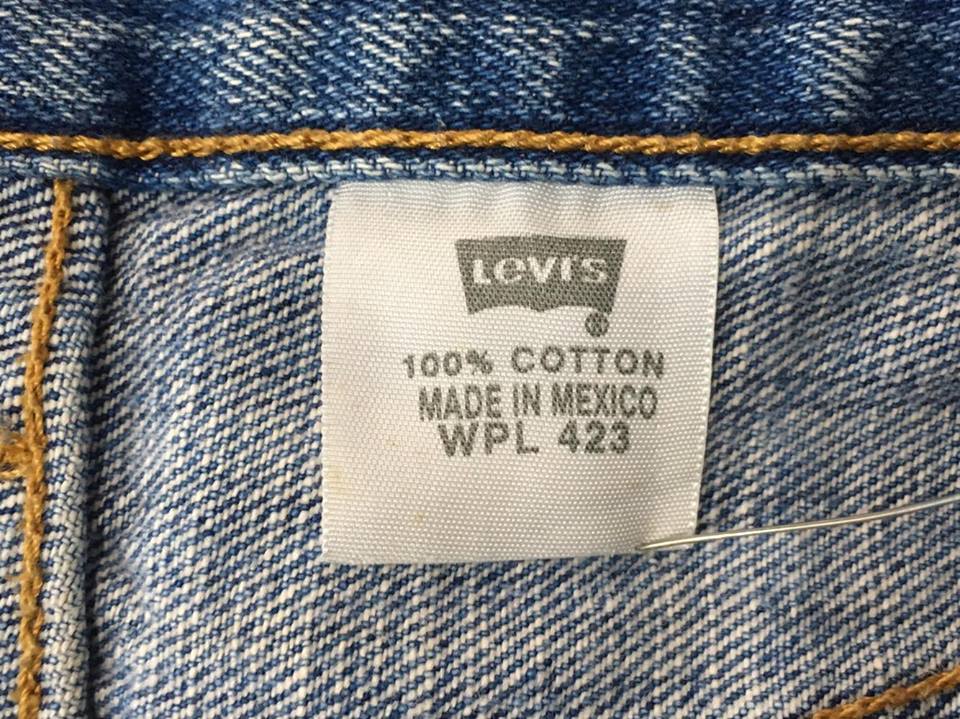 LEVI'S
®
100% COTTON
MADE IN MEXICO
WPL 423